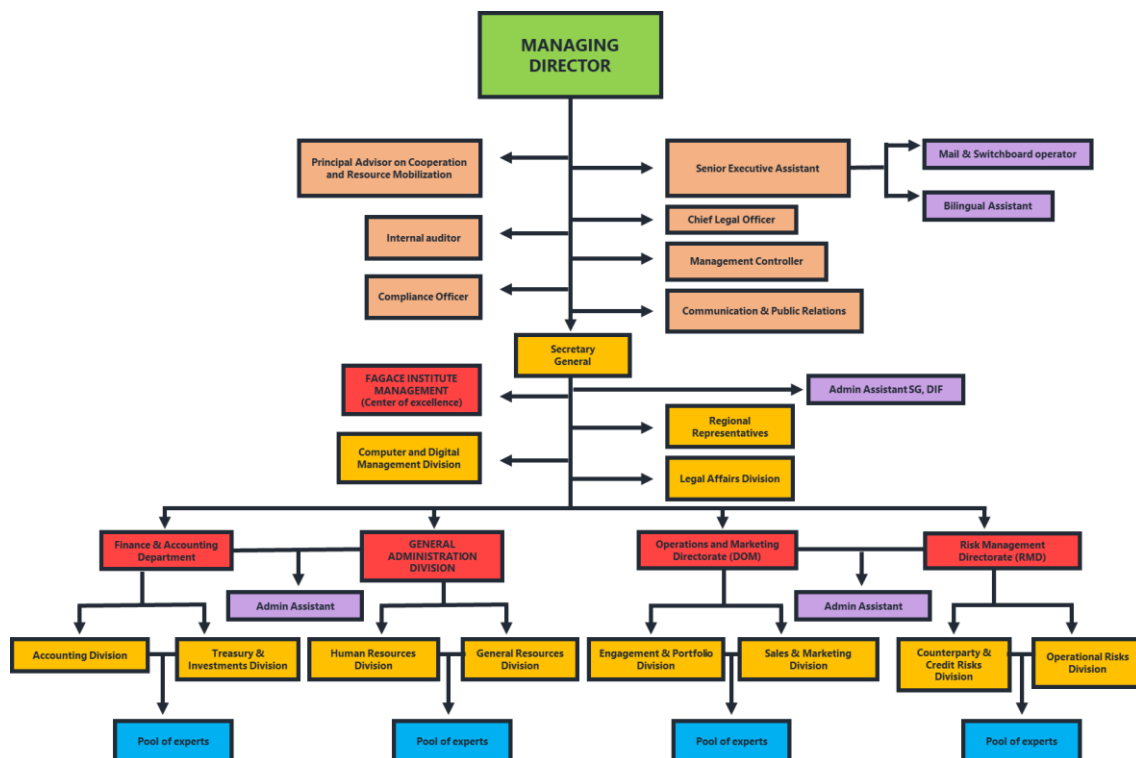 MANAGING
DIRECTOR
Principal Advisor on Cooperation
and Resource Mobilization
Senior Executive Assistant
Mail & Switchboard operator
Bilingual Assistant
Chief Legal Officer
Internal auditor
Management Controller
Compliance Officer
Communication & Public Relations
Secretary
General
FAGACE INSTITUTE
MANAGEMENT
(Center of excellence)
Admin Assistant SG, DIF
Regional
Representatives
Computer and Digital
Management Division
Legal Affairs Division
Finance & Accounting
Department
GENERAL
ADMINISTRATION
DIVISION
Operations and Marketing
Directorate (DOM)
Risk Management
Directorate (RMD)
Admin Assistant
Admin Assistant
Accounting Division
Treasury &
Investments Division
Human Resources
Division
General Resources
Division
Engagement & Portfolio
Division
Sales & Marketing
Division
Counterparty &
Credit Risks
Division
Operational Risks
Division
Pool of experts
Pool of experts
Pool of experts
Pool of experts